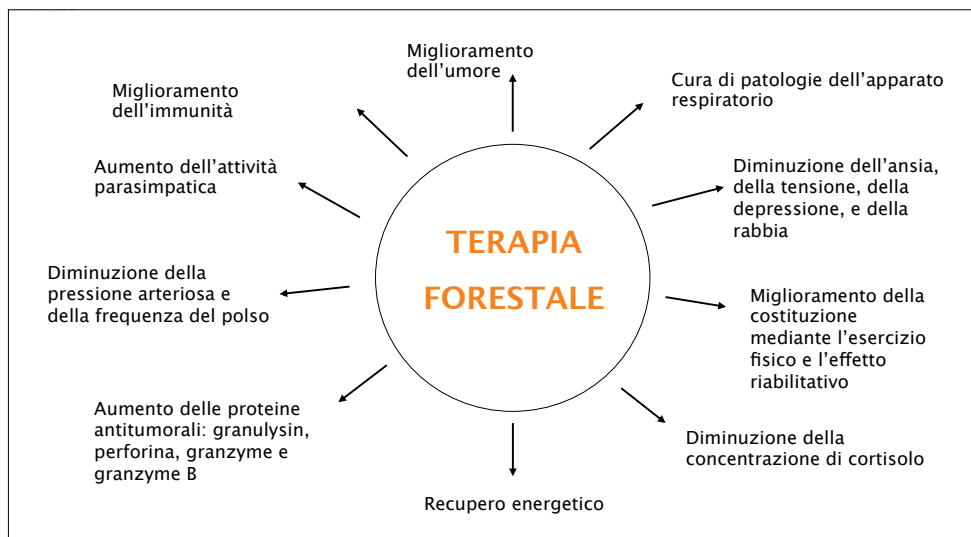 Miglioramento
dell'umore
Cura di patologie dell'apparato
respiratorio
Miglioramento
dell'immunità
Aumento dell'attività
parasimpatica
Diminuzione dell'ansia,
della tensione, della
depressione, e della
rabbia
TERAPIA
FORESTALE
Diminuzione della
pressione arteriosa e
della frequenza del polso
Miglioramento della
costituzione
mediante l'esercizio
fisico e l'effetto
riabilitativo
Aumento delle proteine
antitumorali: granulysin,
perforina, granzyme e
granzyme B
Diminuzione della
concentrazione di cortisolo
Recupero energetico